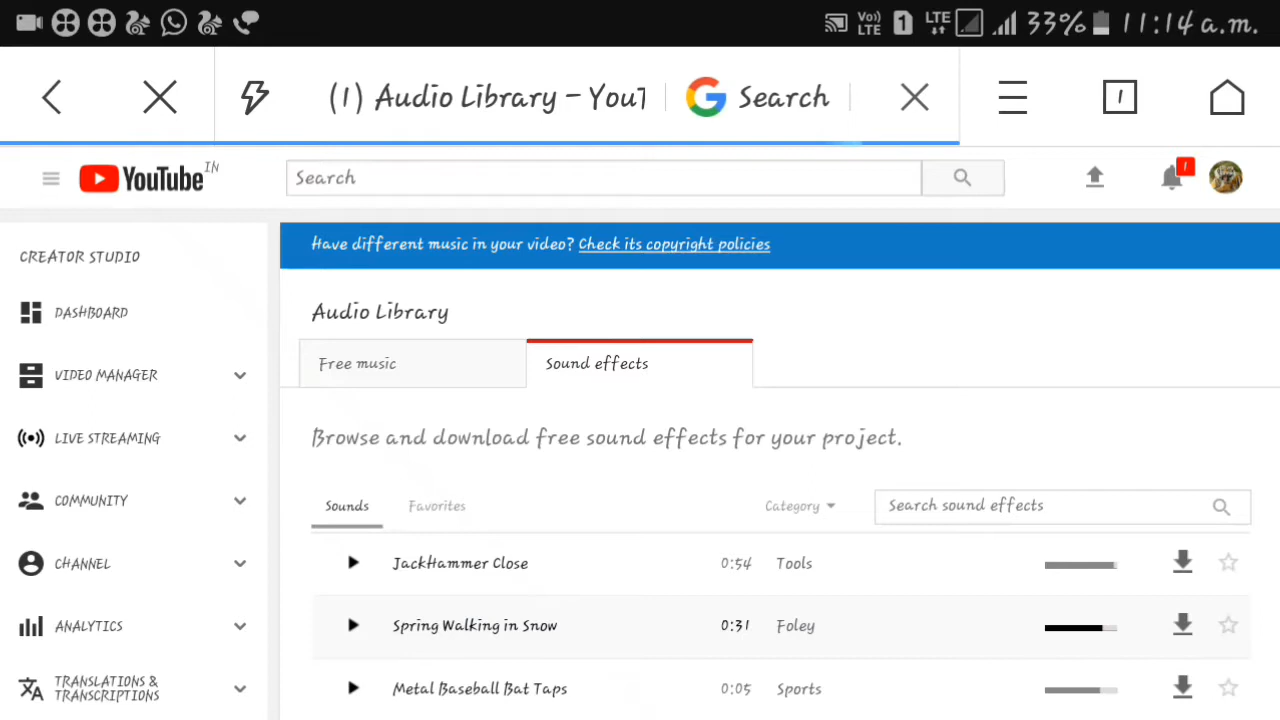 Vo) LTE 1 LTE 33% 11:14 a.m.
(1) Audio Library - YouT
Search
1
YouTube IN
Search
1
CREATOR STUDIO
DASHBOARD
VIDEO MANAGER
LIVE STREAMING
COMMUNITY
CHANNEL
ANALYTICS
TRANSLATIONS &
TRANSCRIPTIONS
Have different music in your video? Check its copyright policies
Audio Library
Free music
Sound effects
Browse and download free sound effects for your project.
Sounds Favorites Category Search sound effects
JackHammer Close 0:54 Tools
Spring Walking in Snow 0:31 Foley
Metal Baseball Bat Taps 0:05 Sports